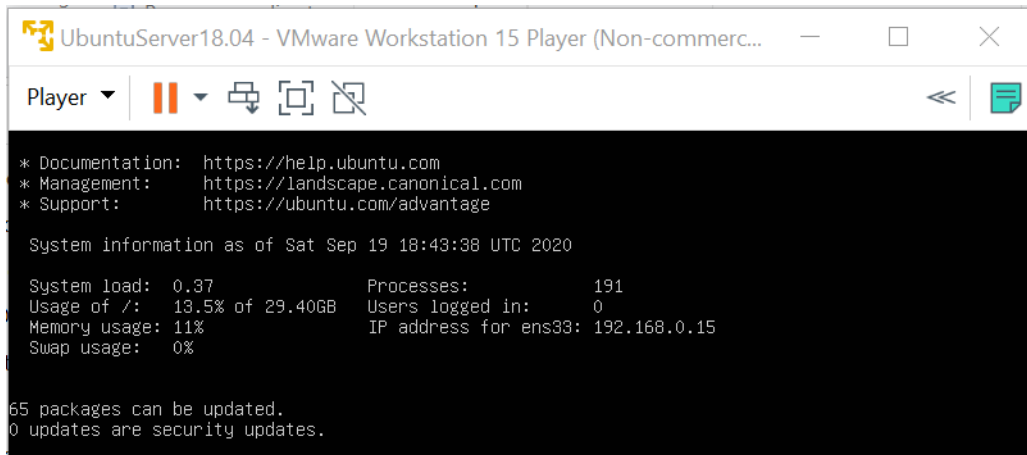 UbuntuServer18.04 - VMware Workstation 15 Player (Non-commerc...
Player
* Documentation: https://help.ubuntu.com
* Management: https://landscape.canonical.com
* Support: https://ubuntu.com/advantage
System information as of Sat Sep 19 18:43:38 UTC 2020
System load: 0.37 Processes: 191
Usage of /: 13.5% of 29.40GB Users logged in: 0
Memory usage: 11% IP address for ens33: 192.168.0.15
Swap usage: 0%
65 packages can be updated.
0 updates are security updates.